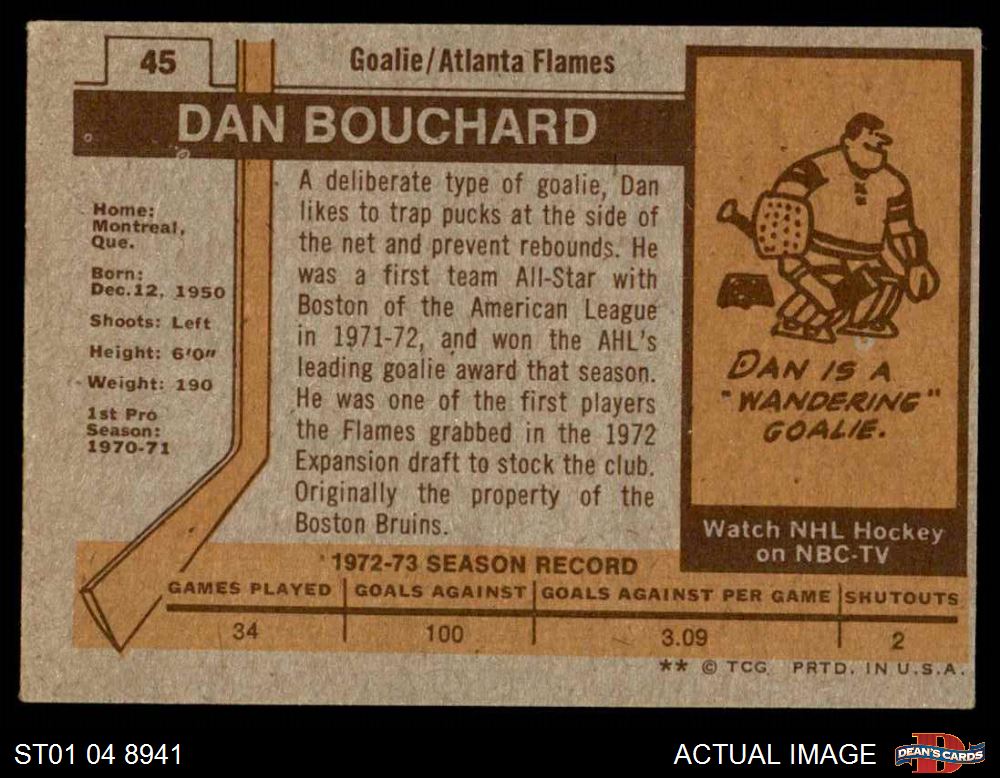 45
Goalie/Atlanta Flames
DAN BOUCHARD
Home:
Montreal,
Que.
Born:
Dec.12, 1950
Shoots: Left
Height: 6'0"
Weight: 190
1st Pro
Season:
1970-71
A deliberate type of goalie, Dan
likes to trap pucks at the side of
the net and prevent rebounds. He
was a first team All-Star with
Boston of the American League
in 1971-72, and won the AHL's
leading goalie award that season.
He was one of the first players
the Flames grabbed in the 1972
Expansion draft to stock the club.
Originally the property of the
Boston Bruins.
DAN IS A
"WANDERING"
GOALIE.
Watch NHL Hockey
on NBC-TV
1972-73 SEASON RECORD
GAMES PLAYED GOALS AGAINST GOALS AGAINST PER GAME SHUTOUTS
34 100 3.09 2
** © TCG. PRTD. IN U.S.A.
ST01 04 8941
ACTUAL IMAGE
DEAN'S CARDS